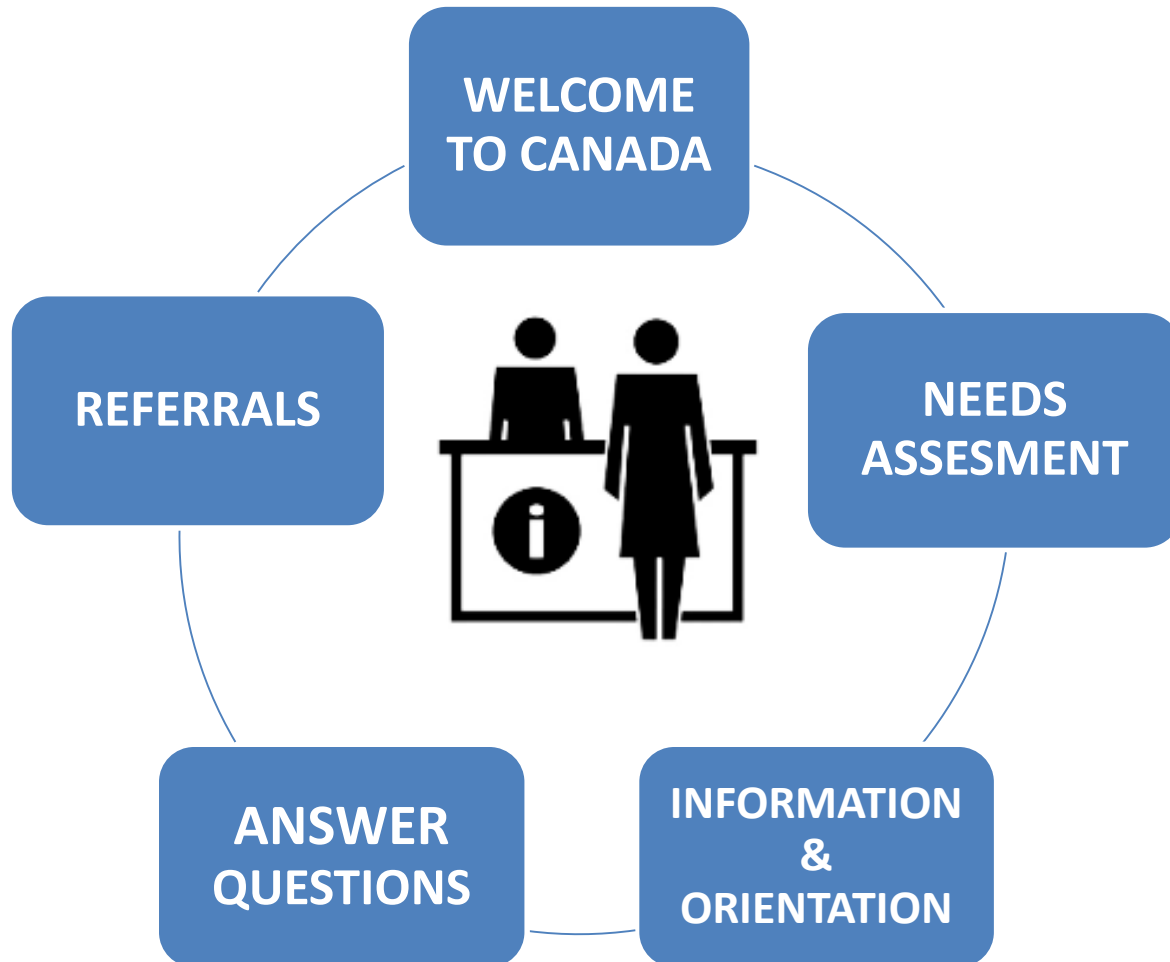 WELCOME
TO CANADA
NEEDS
ASSESMENT
INFORMATION
&
ORIENTATION
ANSWER
QUESTIONS
REFERRALS
i